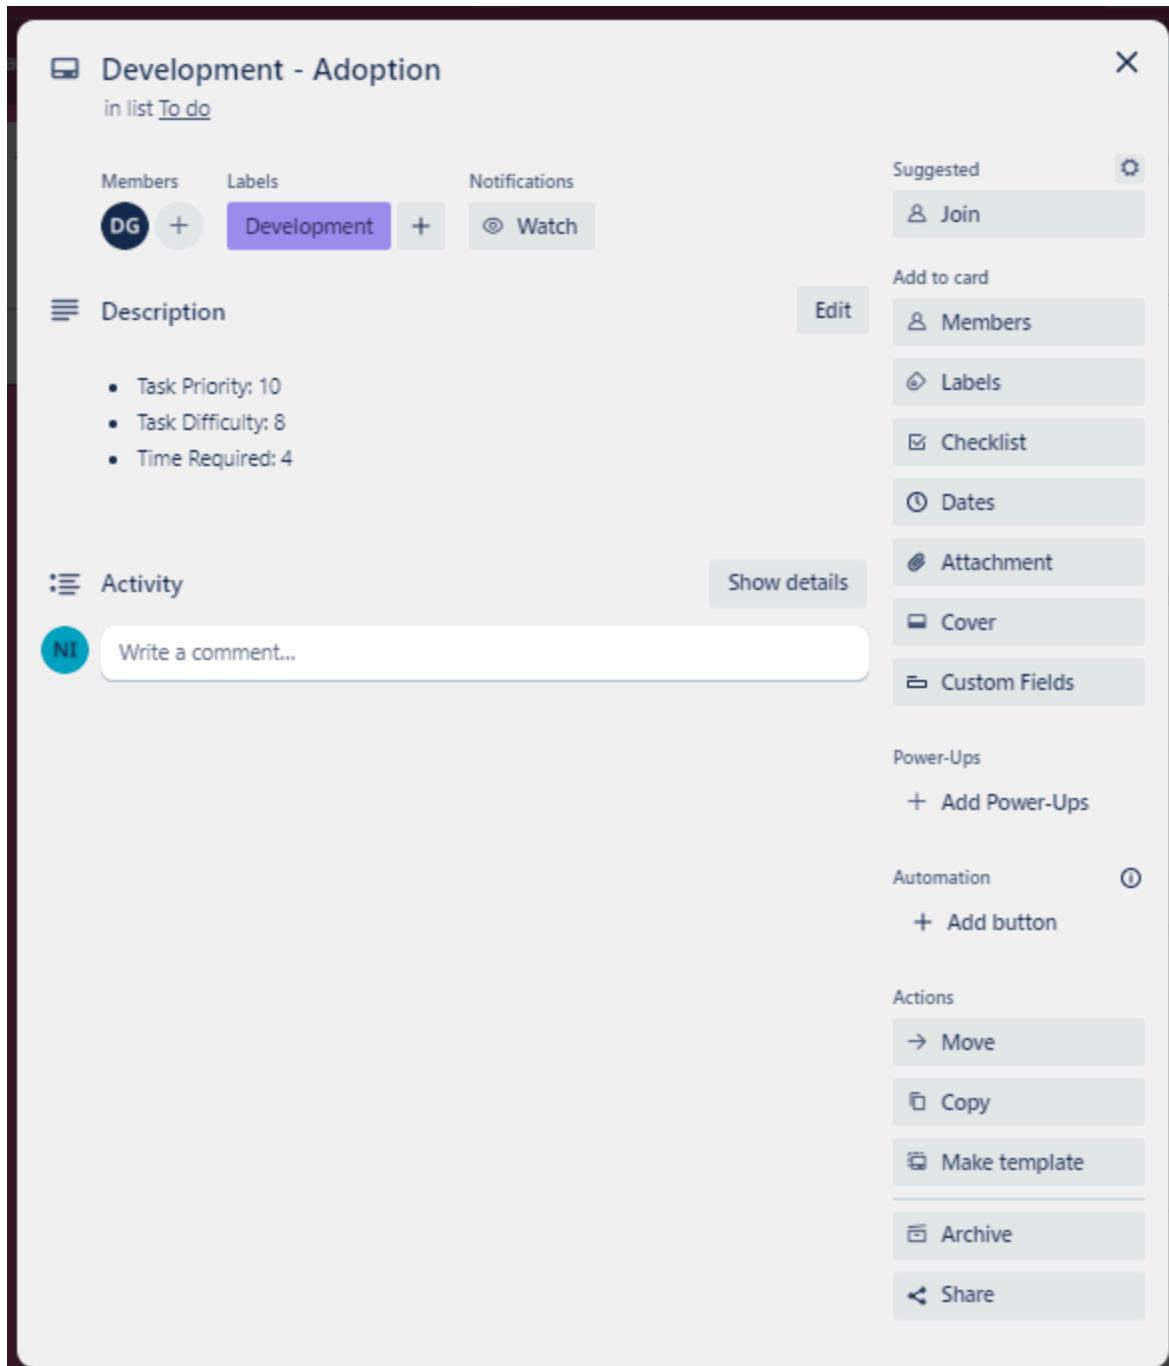 Development - Adoption
in list To do
Members
Labels
Notifications
DG
Development
Watch
Description
Edit
Task Priority: 10
Task Difficulty: 8
Time Required: 4
Activity
Show details
NI
Write a comment...
Suggested
Join
Add to card
Members
Labels
Checklist
Dates
Attachment
Cover
Custom Fields
Power-Ups
+ Add Power-Ups
Automation
+ Add button
Actions
Move
Copy
Make template
Archive
Share